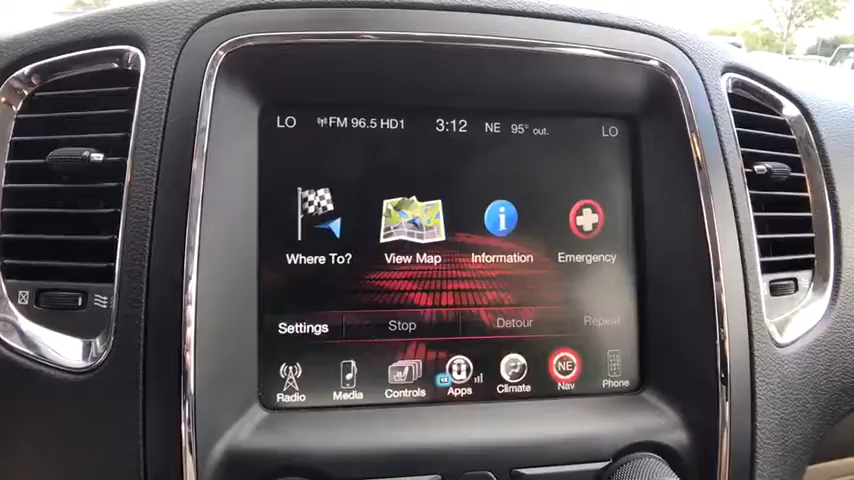 LO FM 96.5 HD1 3:12 NE 95° out. LO
Where To? View Map Information Emergency
Settings Stop Detour Repeat
NE
Radio Media Controls Apps Climate Nav Phone